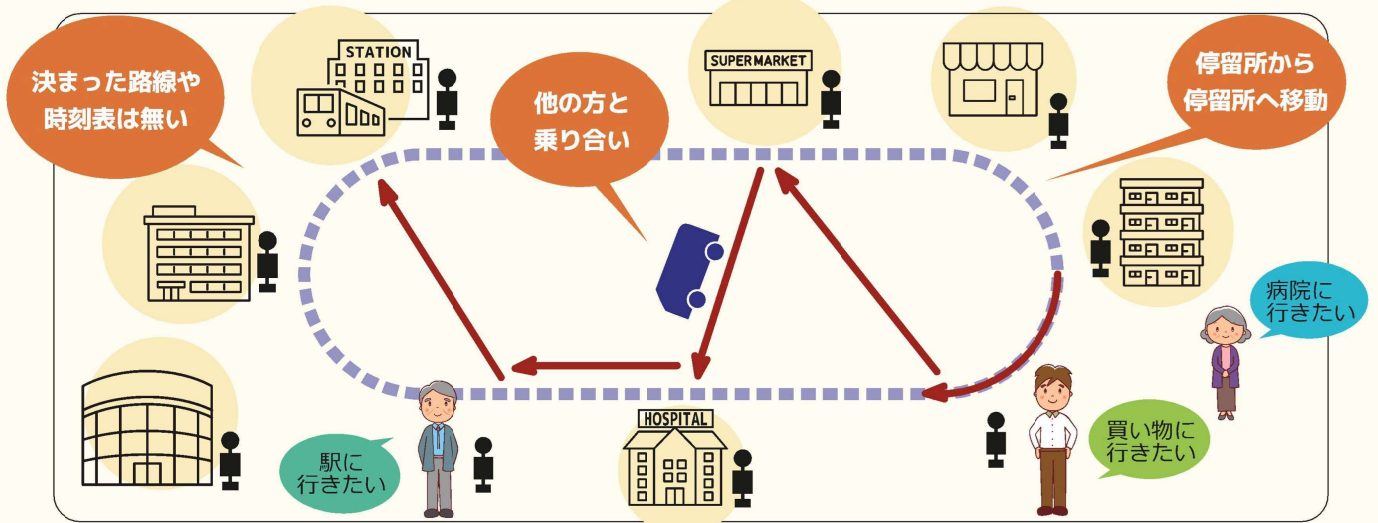 決まった路線や
時刻表は無い
STATION
他の方と
乗り合い
SUPERMARKET
停留所から
停留所へ移動
病院に
行きたい
買い物に
行きたい
HOSPITAL
駅に
行きたい